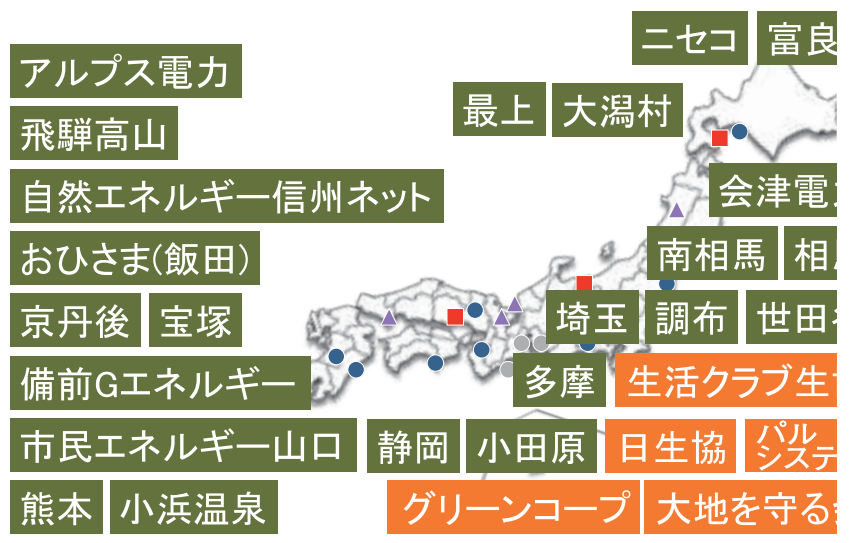 ニセコ 富良
アルプス電力
最上 大潟村
飛騨高山
自然エネルギー信州ネット
会津電
おひさま(飯田)
南相馬 相
京丹後 宝塚
埼玉 調布 世田
備前Gエネルギー
多摩 生活クラブ生
市民エネルギー山口 静岡 小田原 日生協
パル
システ
熊本 小浜温泉 グリーンコープ 大地を守る